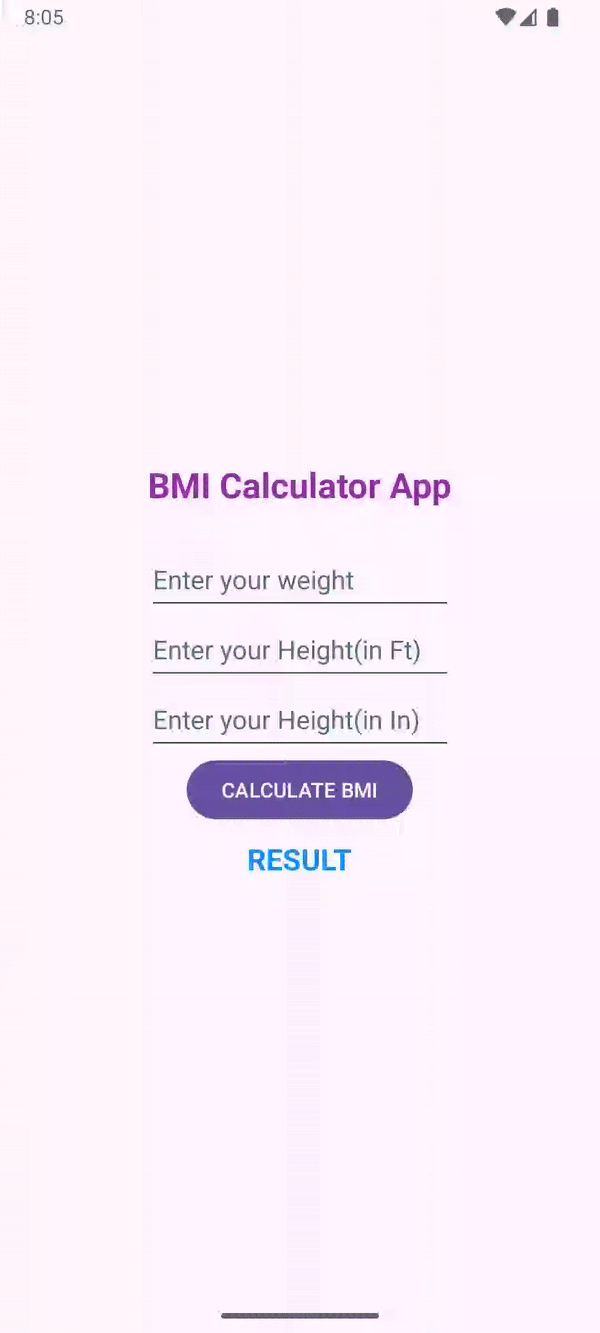 8:05
BMI Calculator App
Enter your weight
Enter your Height(in Ft)
Enter your Height(in In)
CALCULATE BMI
RESULT